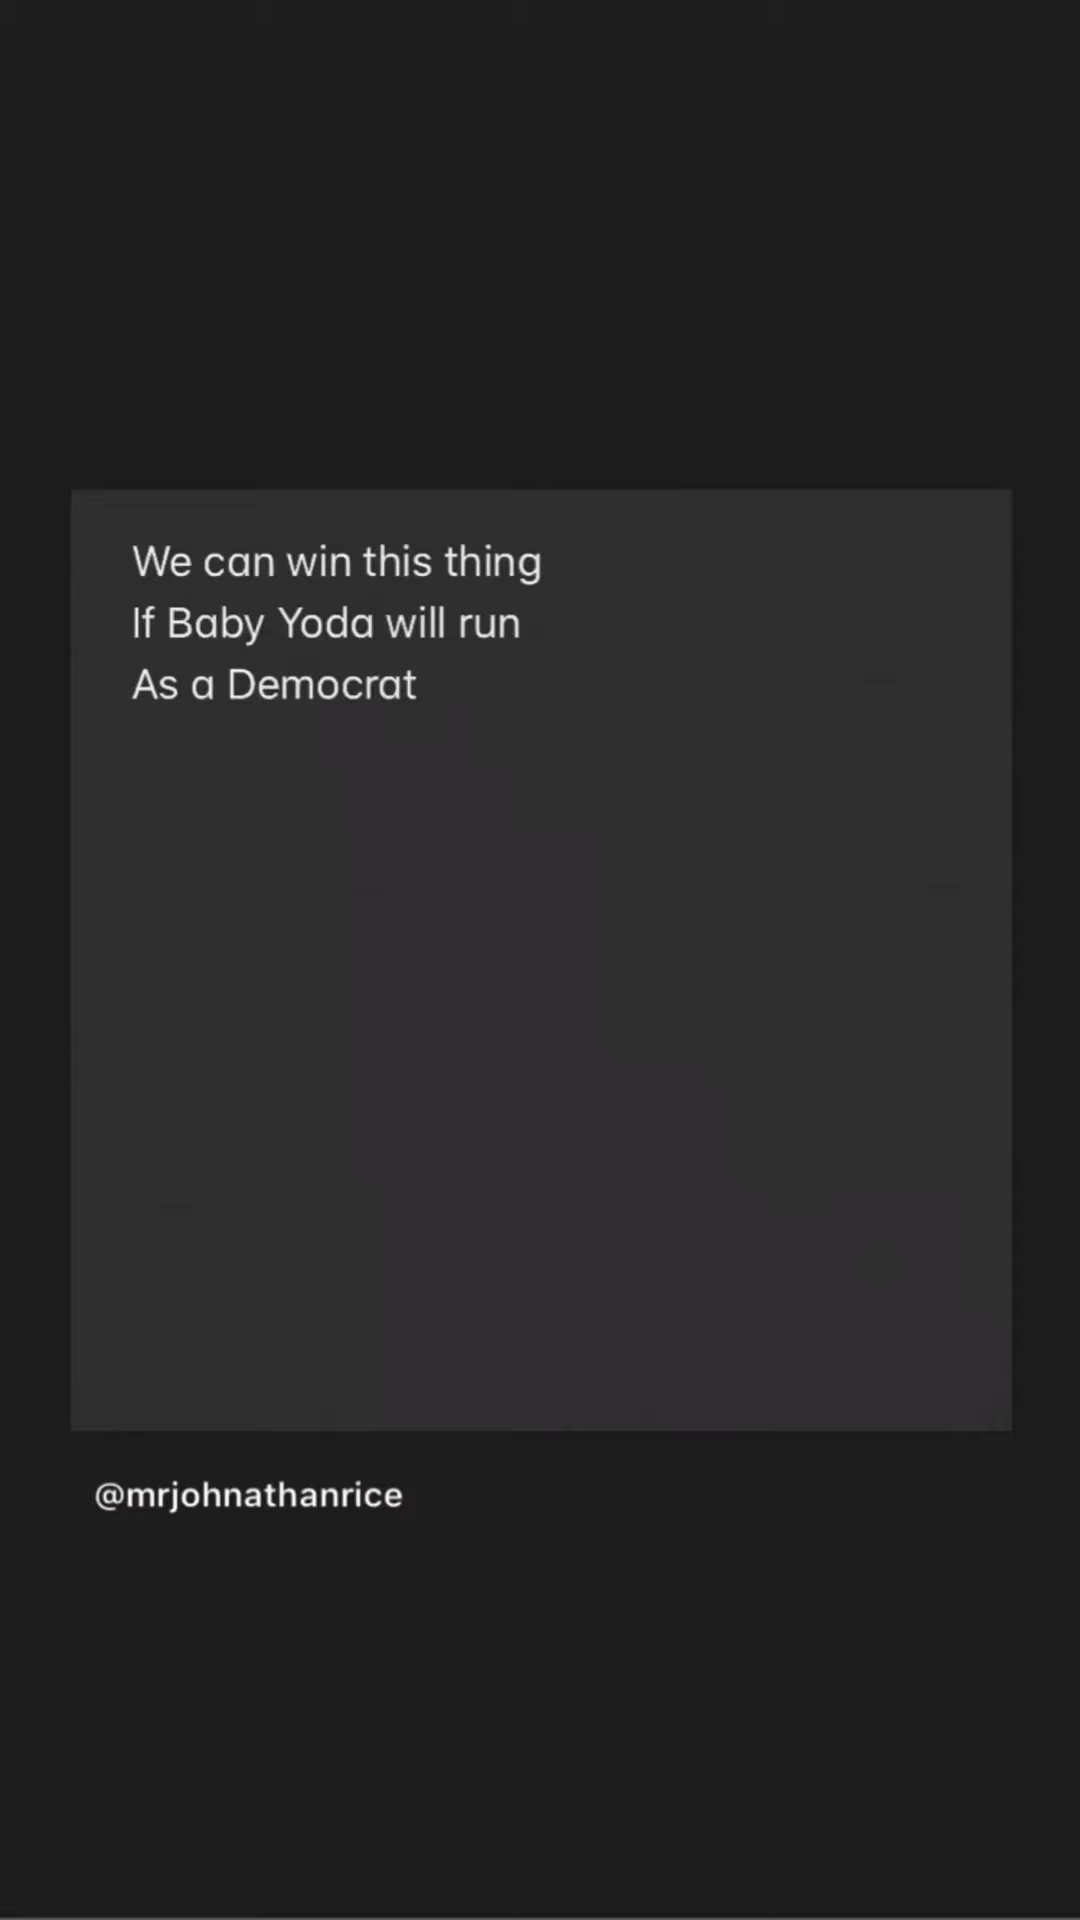 We can win this thing
If Baby Yoda will run
As a Democrat
@mrjohnathanrice